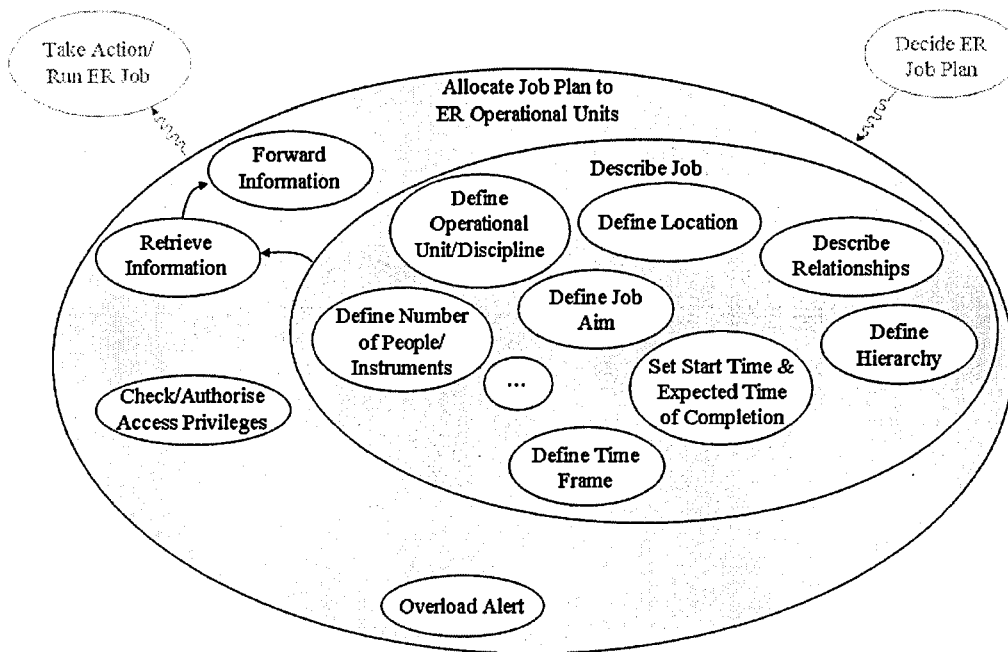 Take Action/
Run ER Job
Decide ER
Job Plan
Allocate Job Plan to
ER Operational Units
Forward
Information
Describe Job
Define
Operational
Unit/Discipline
Define Location
Retrieve
Information
Describe
Relationships
Define Job
Aim
Define Number
of People/
Instruments
Define
Hierarchy
...
Set Start Time &
Expected Time
of Completion
Check/Authorise
Access Privileges
Define Time
Frame
Overload Alert